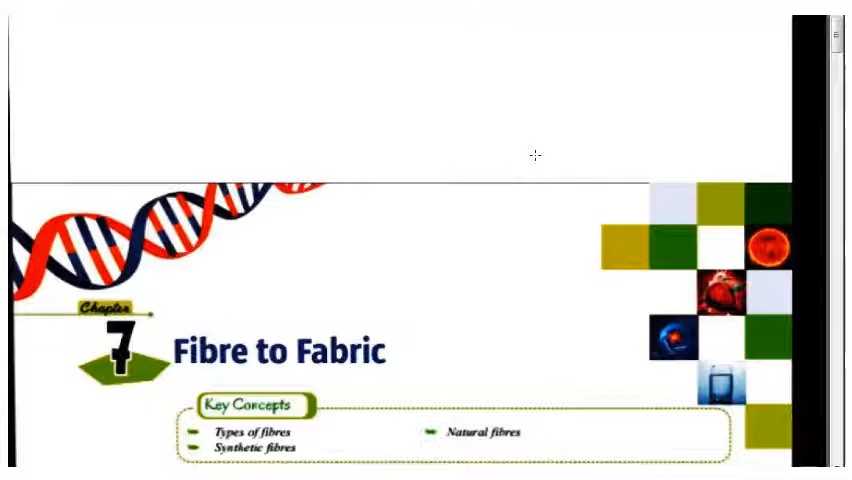 Chapter
7
Fibre to Fabric
Key Concepts
Types of fibres
Natural fibres
Synthetic fibres